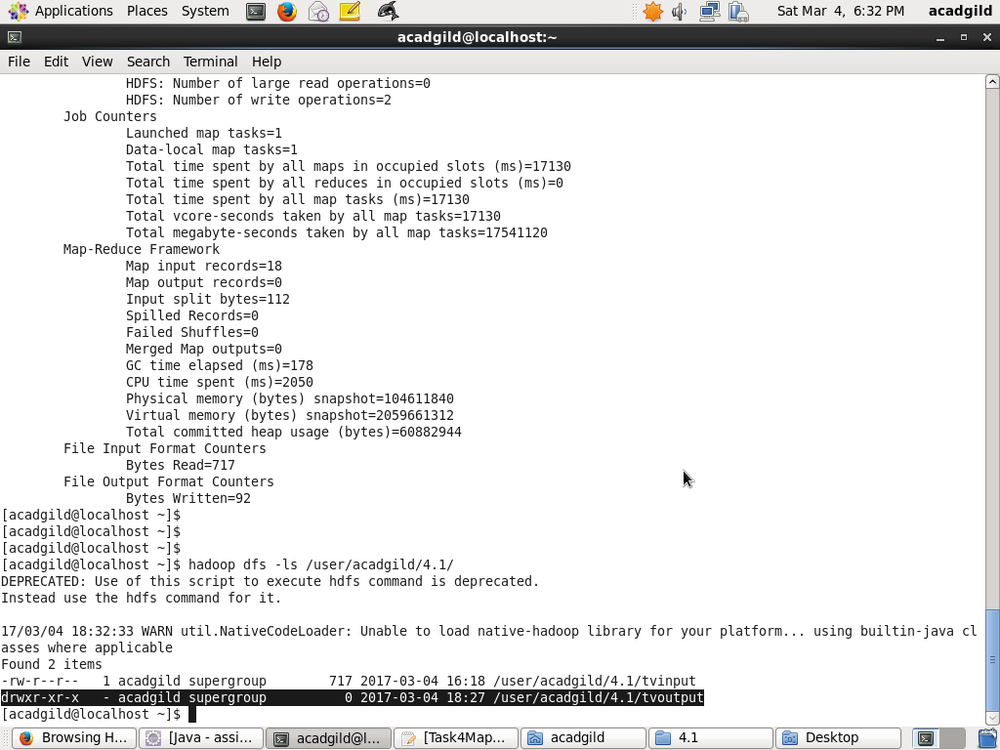 Applications Places System Sat Mar 4, 6:32 PM acadgild
acadgild@localhost:~
File Edit View Search Terminal Help
HDFS: Number of large read operations=0
HDFS: Number of write operations=2
Job Counters
Launched map tasks=1
Data-local map tasks=1
Total time spent by all maps in occupied slots (ms)=17130
Total time spent by all reduces in occupied slots (ms)=0
Total time spent by all map tasks (ms)=17130
Total vcore-seconds taken by all map tasks=17130
Total megabyte-seconds taken by all map tasks=17541120
Map-Reduce Framework
Map input records=18
Map output records=0
Input split bytes=112
Spilled Records=0
Failed Shuffles=0
Merged Map outputs=0
GC time elapsed (ms)=178
CPU time spent (ms)=2050
Physical memory (bytes) snapshot=104611840
Virtual memory (bytes) snapshot=2059661312
Total committed heap usage (bytes)=60882944
File Input Format Counters
Bytes Read=717
File Output Format Counters
Bytes Written=92
[acadgild@localhost ~]$
[acadgild@localhost ~]$
[acadgild@localhost ~]$
[acadgild@localhost ~]$ hadoop dfs -ls /user/acadgild/4.1/
DEPRECATED: Use of this script to execute hdfs command is deprecated.
Instead use the hdfs command for it.
17/03/04 18:32:33 WARN util.NativeCodeLoader: Unable to load native-hadoop library for your platform... using builtin-java cl
asses where applicable
Found 2 items
-rw-r--r-- 1 acadgild supergroup 717 2017-03-04 16:18 /user/acadgild/4.1/tvinput
drwxr-xr-x - acadgild supergroup 0 2017-03-04 18:27 /user/acadgild/4.1/tvoutput
[acadgild@localhost ~]$
Browsing H... [Java - assi... acadgild@l... [Task4Map... acadgild 4.1 Desktop